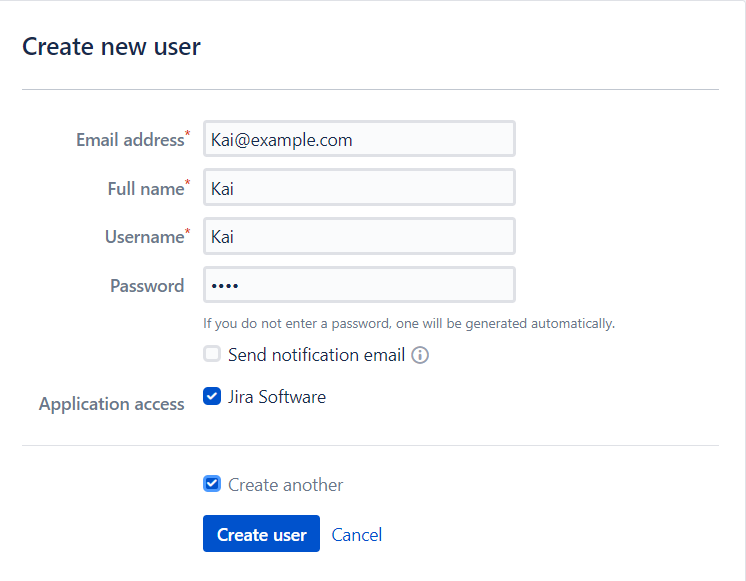 Create new user
Email address* Kai@example.com
Full name* Kai
Username* Kai
Password ••••
If you do not enter a password, one will be generated automatically.
Send notification email
Application access Jira Software
Create another
Create user Cancel